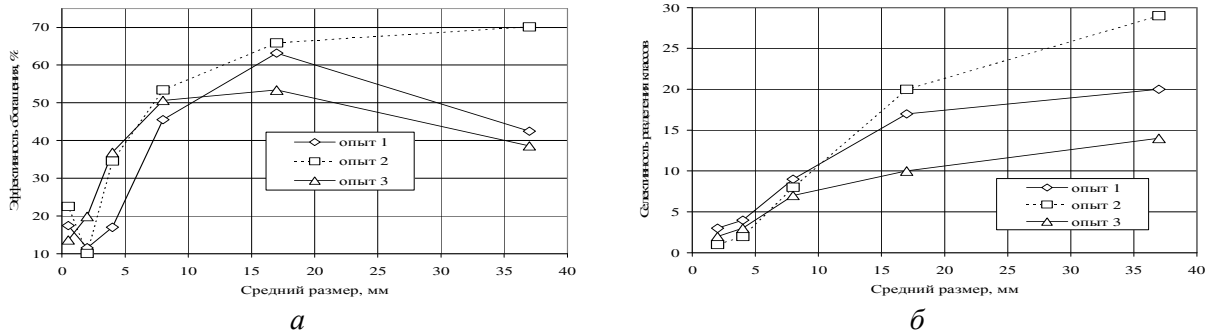 Эффективность обогащения, %
70
60
50
40
30
20
10
0 5 10 15 20 25 30 35 40
опыт 1
опыт 2
опыт 3
Средний размер, мм
а
Селективность разделения классов
30
25
20
15
10
5
0
0 5 10 15 20 25 30 35 40
опыт 1
опыт 2
опыт 3
Средний размер, мм
б